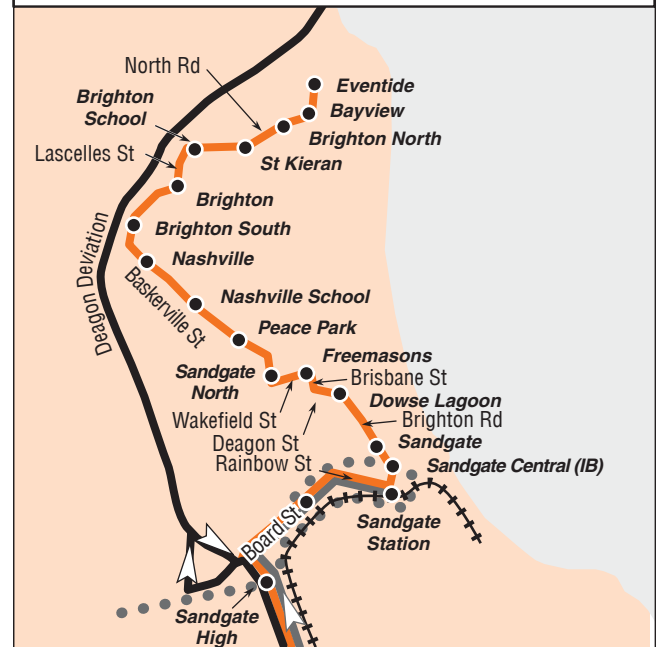 North Rd
Eventide
Bayview
Brighton
School
Brighton North
Lascelles St
St Kieran
Brighton
Brighton South
Deagon Deviation
Nashville
Baskerville St
Nashville School
Peace Park
Freemasons
Sandgate
North
Brisbane St
Dowse Lagoon
Wakefield St
Brighton Rd
Deagon St
Sandgate
Rainbow St
Sandgate Central (IB)
Board St
Sandgate
Station
Sandgate
High